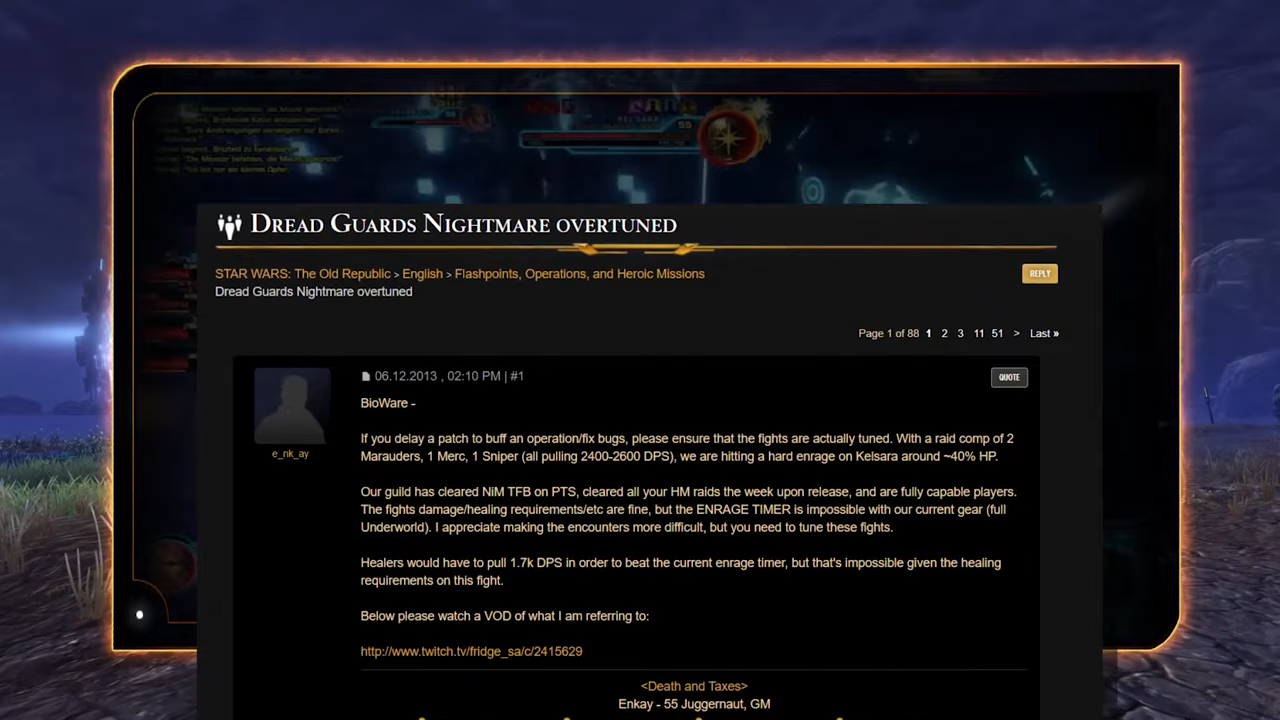 DREAD GUARDS NIGHTMARE OVERTUNED
STAR WARS: The Old Republic > English > Flashpoints, Operations, and Heroic Missions
REPLY
Dread Guards Nightmare overtuned
Page 1 of 88 1 2 3 11 51 > Last »
06.12.2013 , 02:10 PM | #1
QUOTE
BioWare -
e_nk_ay
If you delay a patch to buff an operation/fix bugs, please ensure that the fights are actually tuned. With a raid comp of 2
Marauders, 1 Merc, 1 Sniper (all pulling 2400-2600 DPS), we are hitting a hard enrage on Kelsara around ~40% HP.
Our guild has cleared NiM TFB on PTS, cleared all your HM raids the week upon release, and are fully capable players.
The fights damage/healing requirements/etc are fine, but the ENRAGE TIMER is impossible with our current gear (full
Underworld). I appreciate making the encounters more difficult, but you need to tune these fights.
Healers would have to pull 1.7k DPS in order to beat the current enrage timer, but that's impossible given the healing
requirements on this fight.
Below please watch a VOD of what I am referring to:
http://www.twitch.tv/fridge_sa/c/2415629
<Death and Taxes>
Enkay - 55 Juggernaut, GM
KELSARA
55